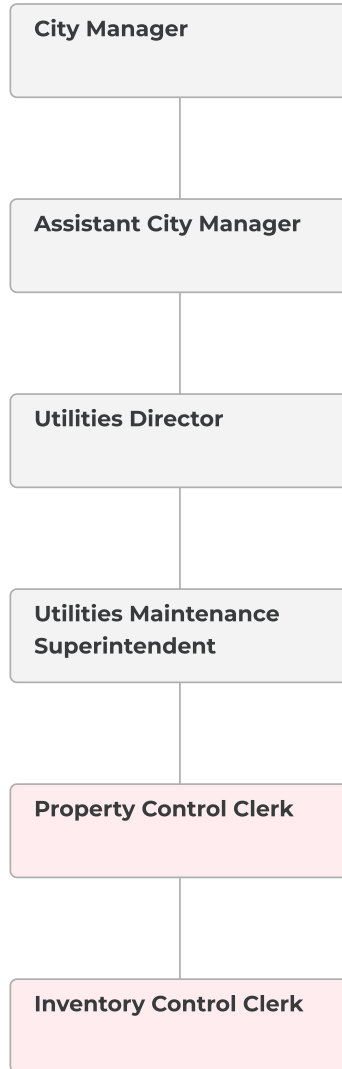 City Manager
Assistant City Manager
Utilities Director
Utilities Maintenance
Superintendent
Property Control Clerk
Inventory Control Clerk